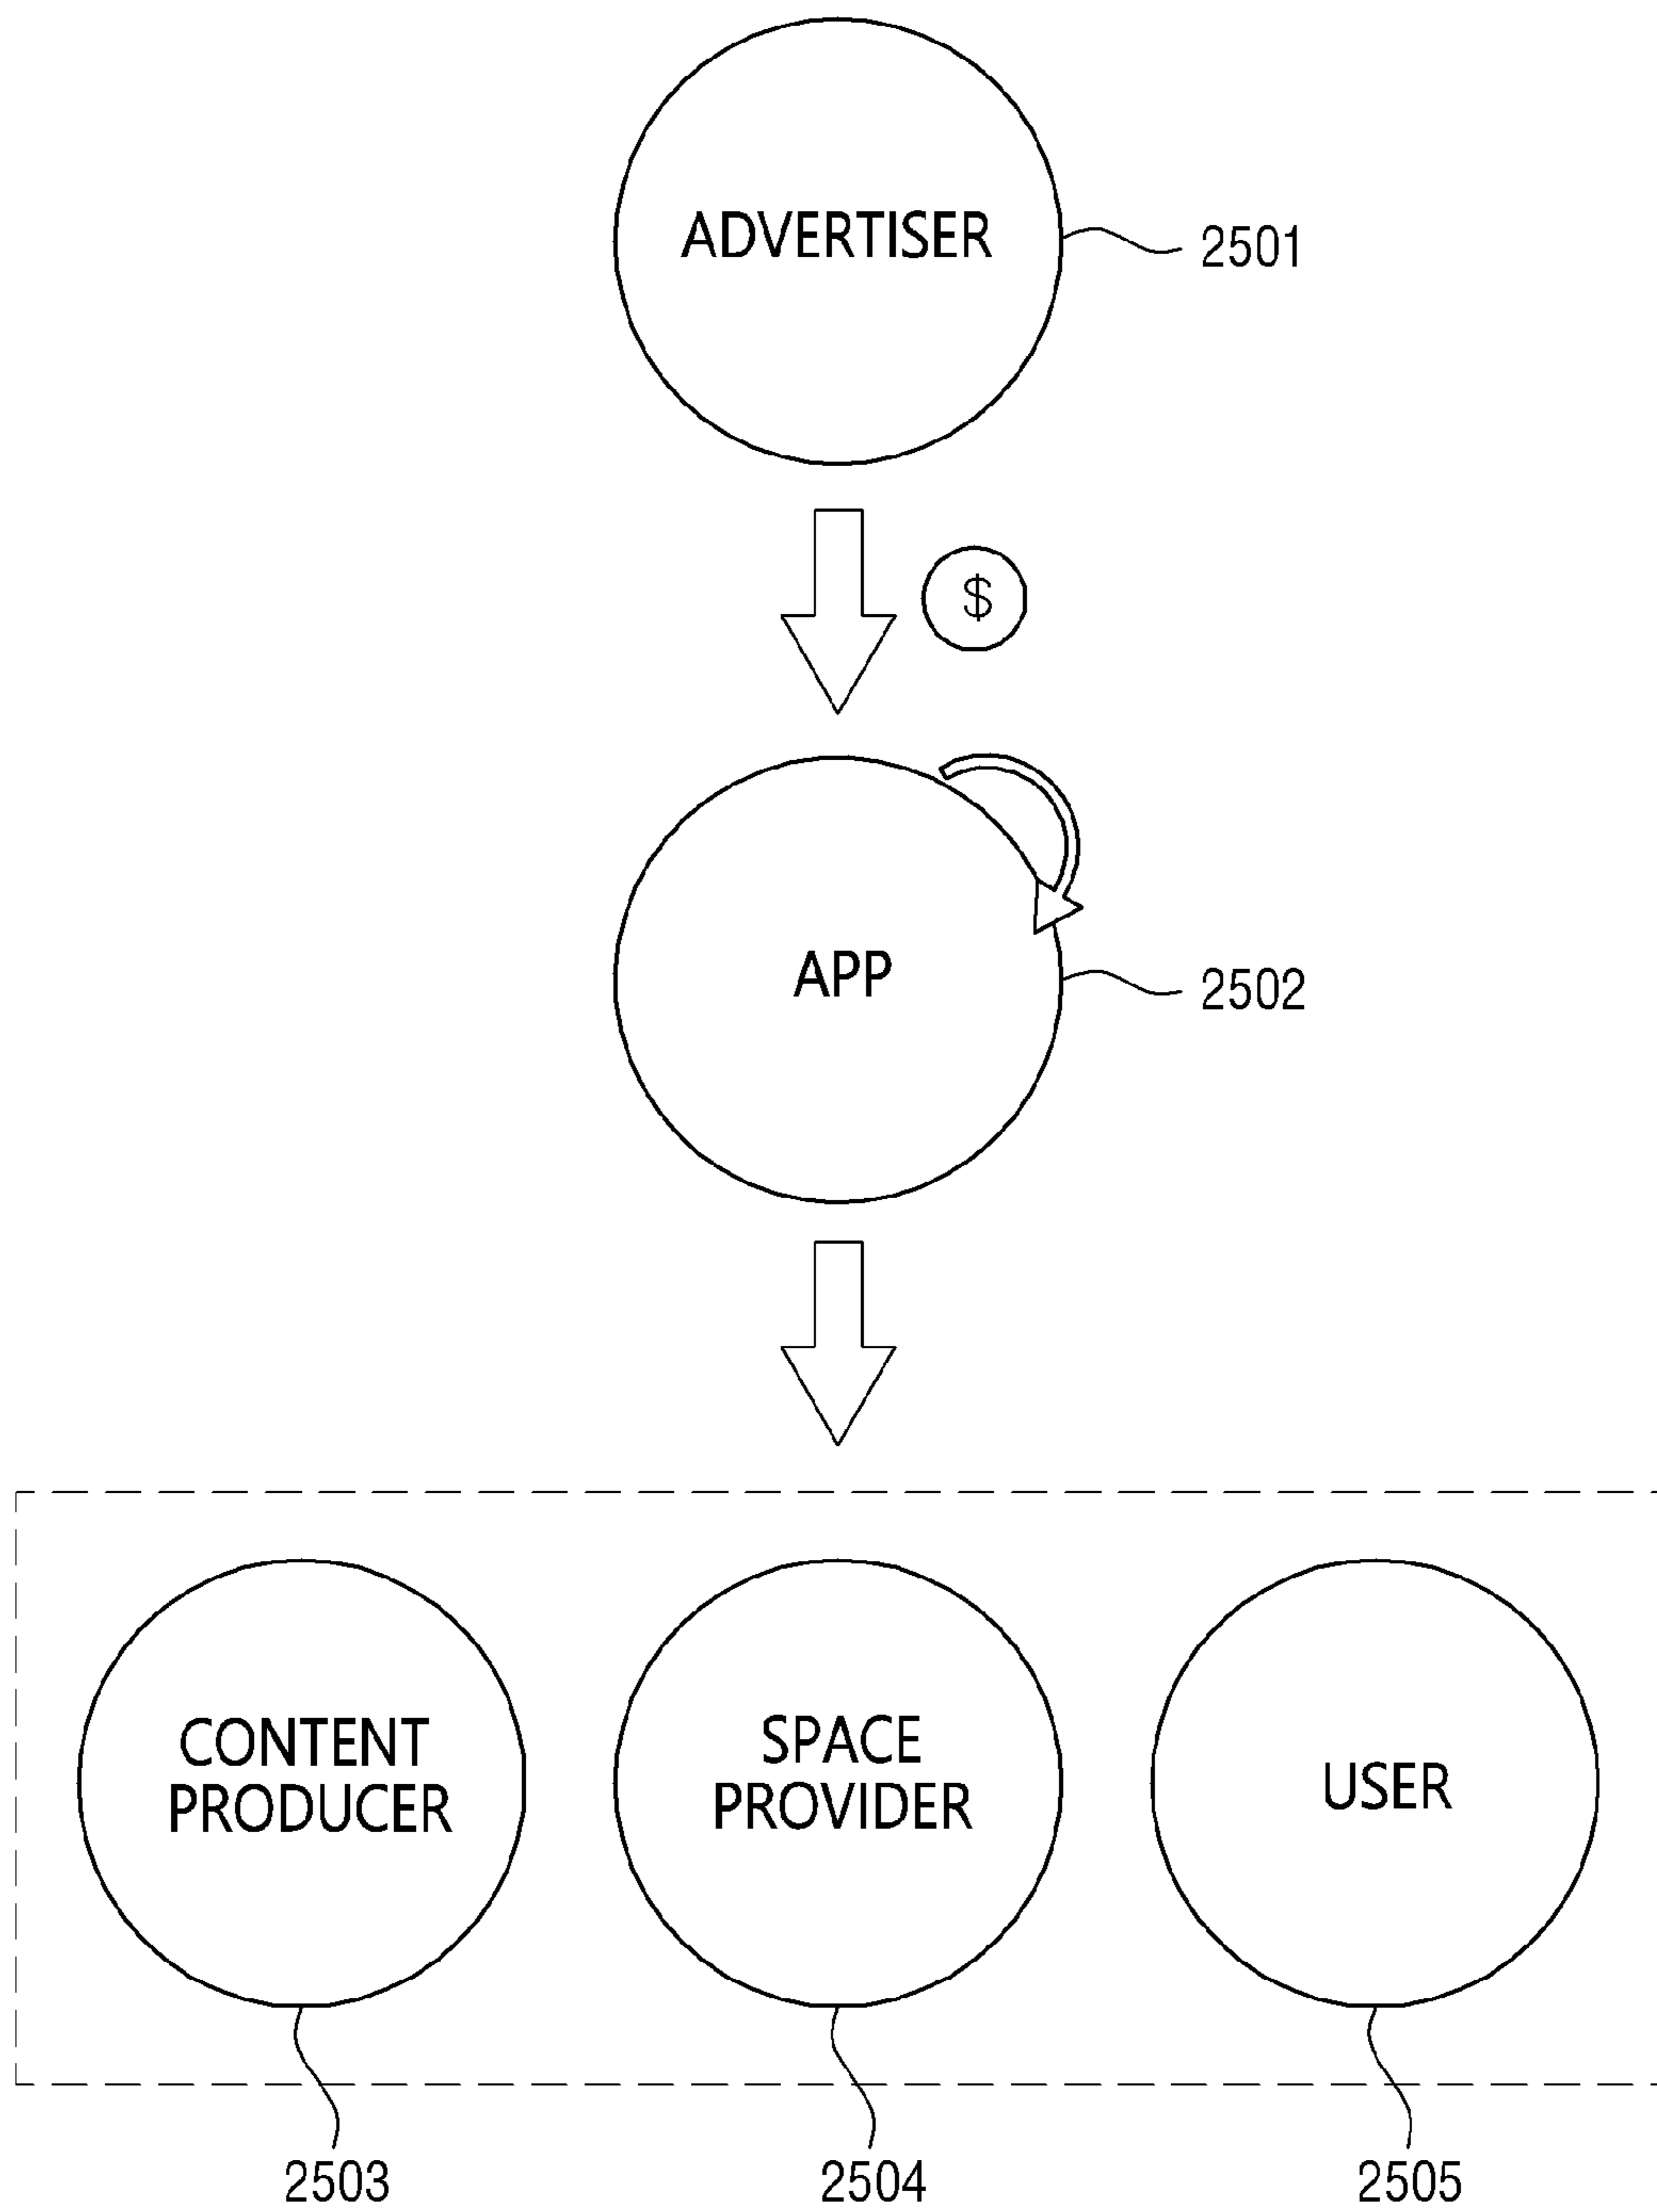 ADVERTISER
2501
$
APP
2502
CONTENT
PRODUCER
SPACE
PROVIDER
USER
2503
2504
2505